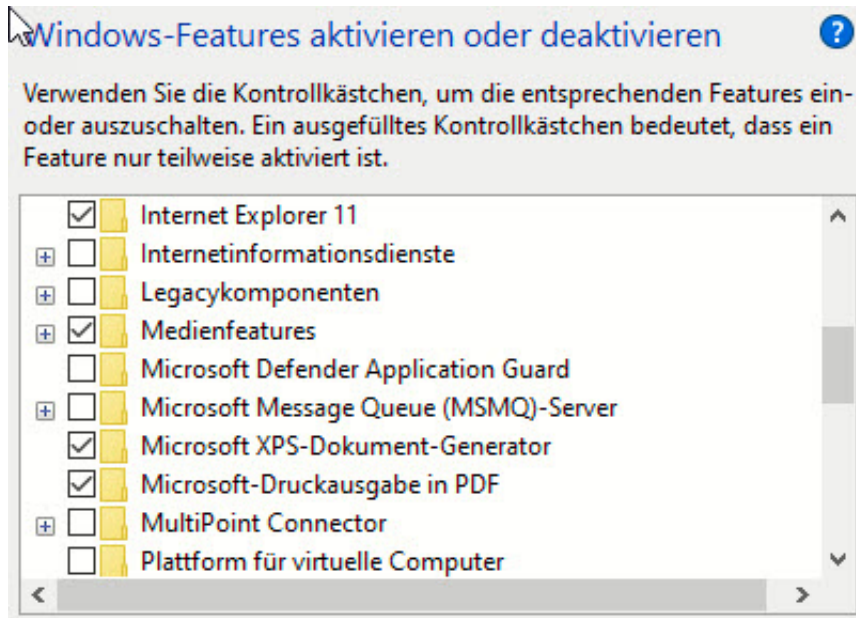 Windows-Features aktivieren oder deaktivieren
?
Verwenden Sie die Kontrollkästchen, um die entsprechenden Features ein-
oder auszuschalten. Ein ausgefülltes Kontrollkästchen bedeutet, dass ein
Feature nur teilweise aktiviert ist.
Internet Explorer 11
Internetinformationsdienste
Legacykomponenten
Medienfeatures
Microsoft Defender Application Guard
Microsoft Message Queue (MSMQ)-Server
Microsoft XPS-Dokument-Generator
Microsoft-Druckausgabe in PDF
MultiPoint Connector
Plattform für virtuelle Computer